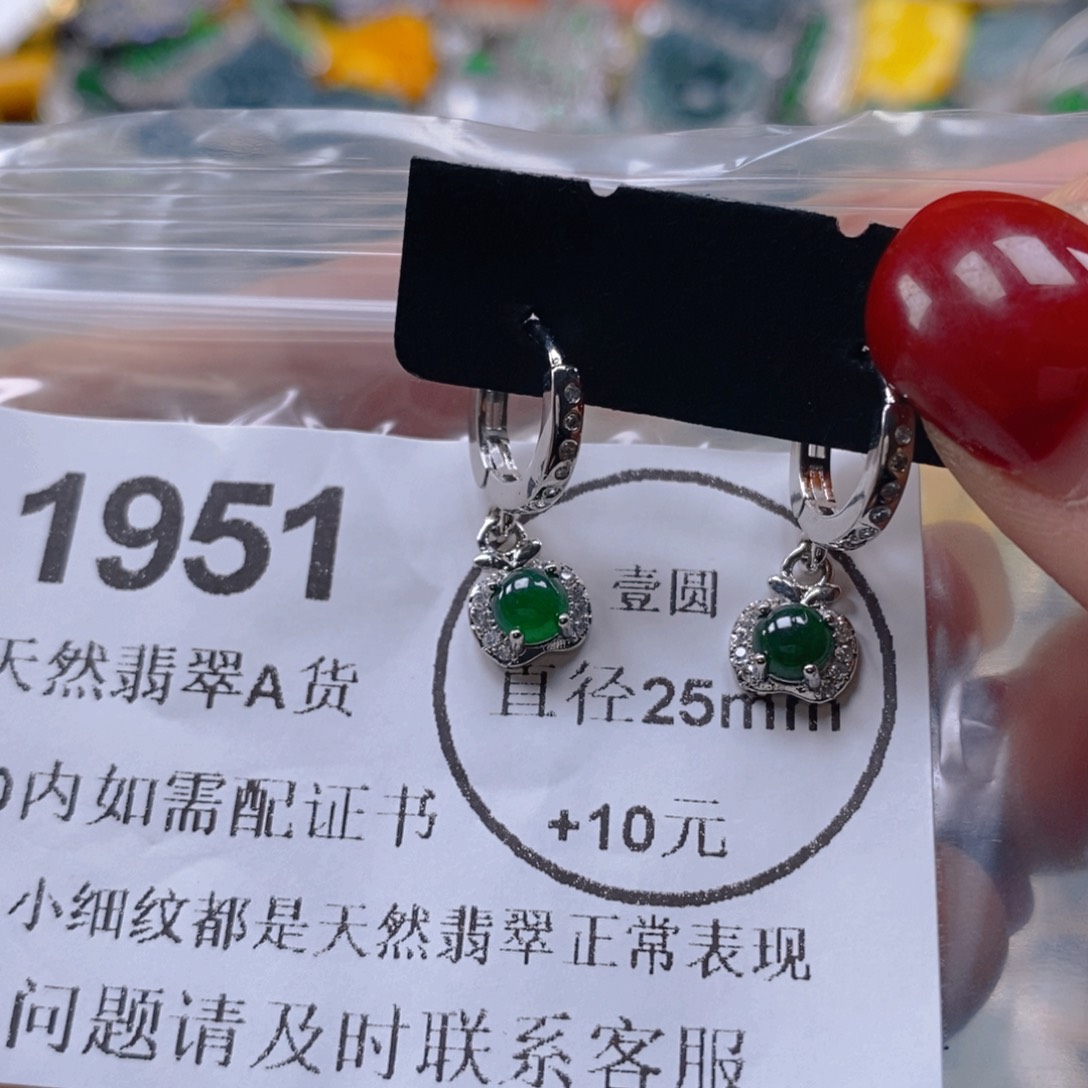 1951
壹圆
天然翡翠A货
直径25mm
内如需配证书
+10元
小细纹都是天然翡翠正常表现
问题请及时联系客服